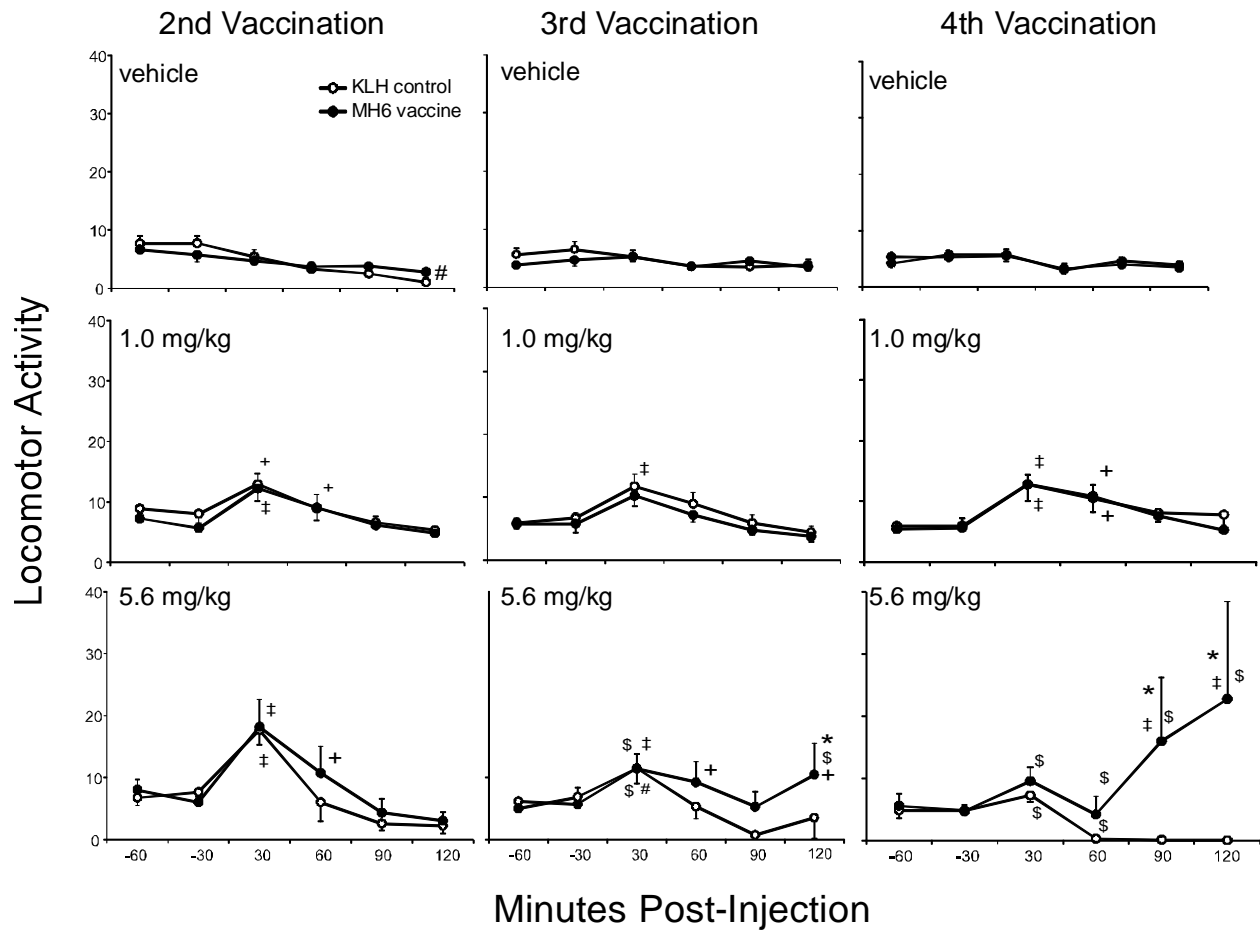 2nd Vaccination 3rd Vaccination 4th Vaccination
40 vehicle vehicle vehicle
KLH control
MH6 vaccine
30
20
10
#
0
Locomotor Activity
40 1.0 mg/kg 1.0 mg/kg 1.0 mg/kg
30
20
+ + ‡ ‡ +
10
‡ ‡ +
0
40 5.6 mg/kg 5.6 mg/kg 5.6 mg/kg
30
* $
* ‡
20
‡ ‡ $
‡ + $ ‡ + * $ $
10
$ # $ + $ $
0
-60 -30 30 60 90 120 -60 -30 30 60 90 120 -60 -30 30 60 90 120
Minutes Post-Injection